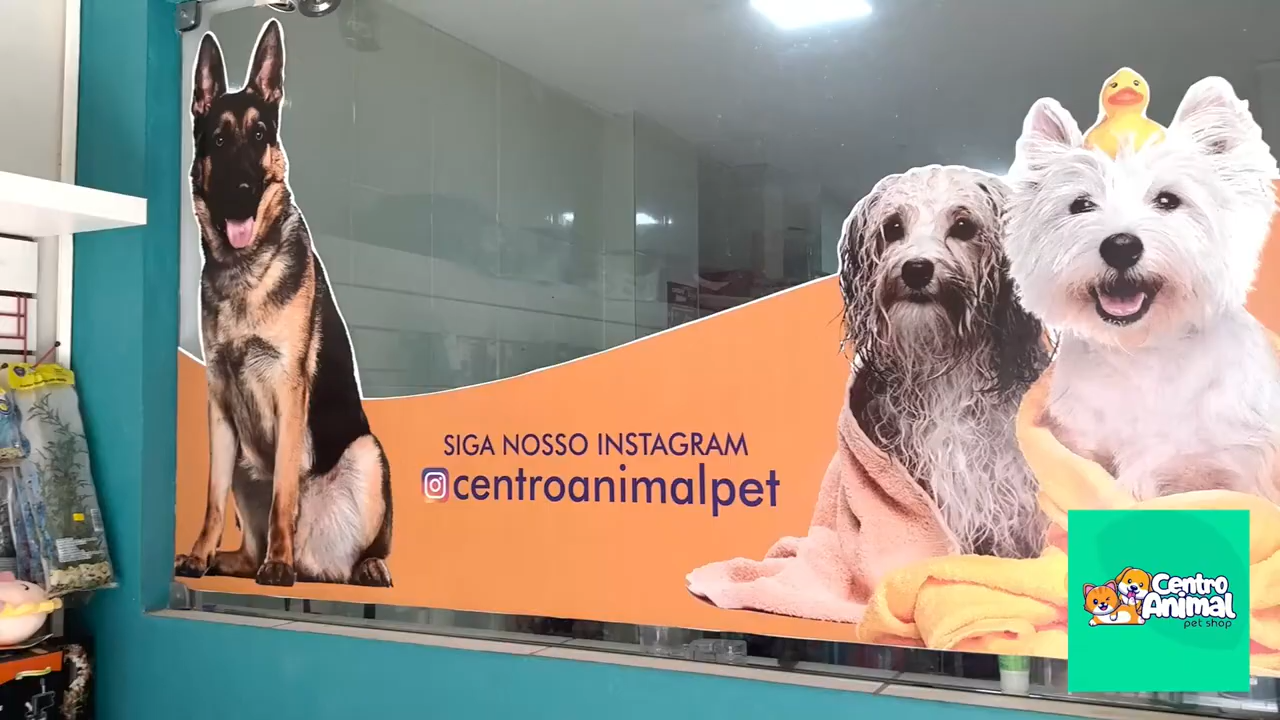 SIGA NOSSO INSTAGRAM
centroanimalpet
Centro
Animal
pet shop